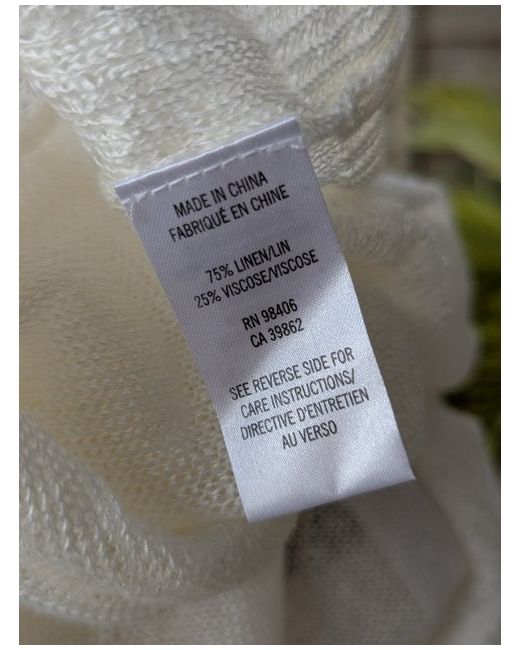 MADE IN CHINA
FABRIQUÉ EN CHINE
75% LINEN/LIN
25% VISCOSE/VISCOSE
RN 98406
CA 39862
SEE REVERSE SIDE FOR
CARE INSTRUCTIONS/
DIRECTIVE D'ENTRETIEN
AU VERSO